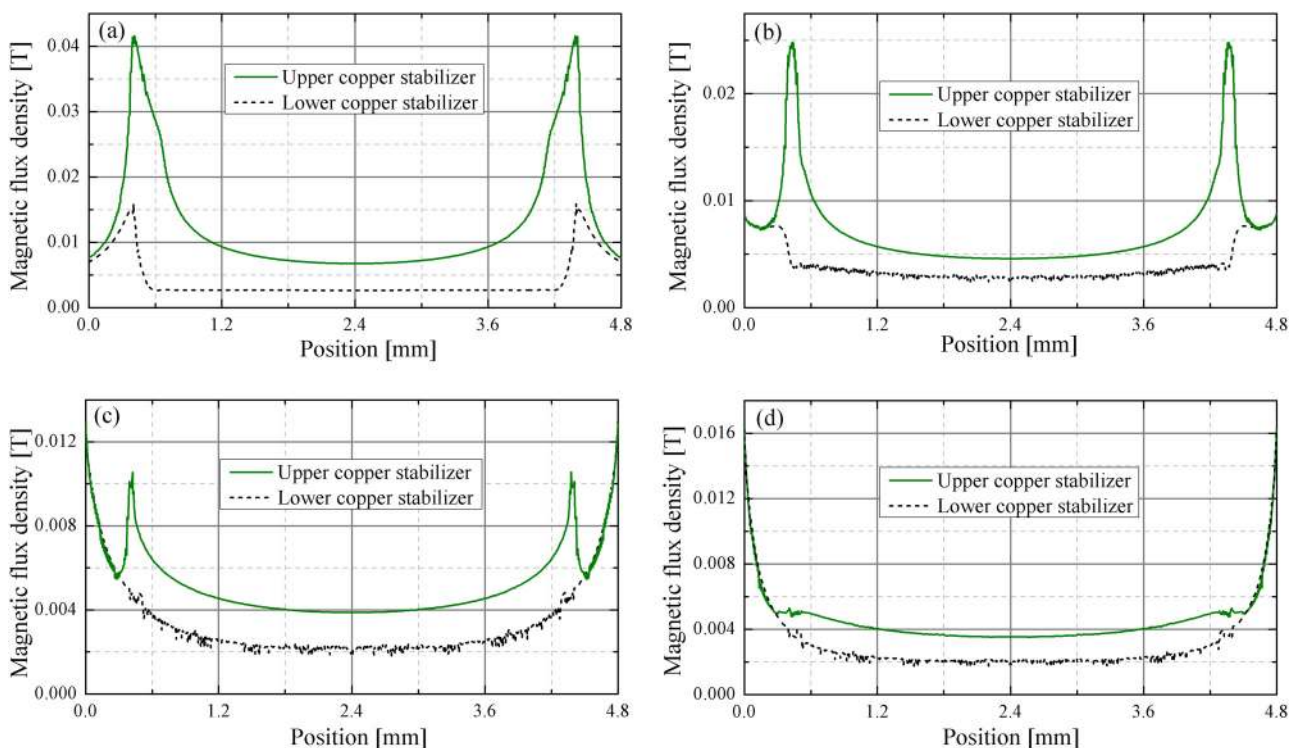 (a)
Magnetic flux density [T]
0.04
0.03
0.02
0.01
0.00
Upper copper stabilizer
Lower copper stabilizer
0.0 1.2 2.4 3.6 4.8
Position [mm]
(b)
Magnetic flux density [T]
0.02
0.01
0.00
Upper copper stabilizer
Lower copper stabilizer
0.0 1.2 2.4 3.6 4.8
Position [mm]
(c)
Magnetic flux density [T]
0.012
0.008
0.004
0.000
Upper copper stabilizer
Lower copper stabilizer
0.0 1.2 2.4 3.6 4.8
Position [mm]
(d)
Magnetic flux density [T]
0.016
0.012
0.008
0.004
0.000
Upper copper stabilizer
Lower copper stabilizer
0.0 1.2 2.4 3.6 4.8
Position [mm]